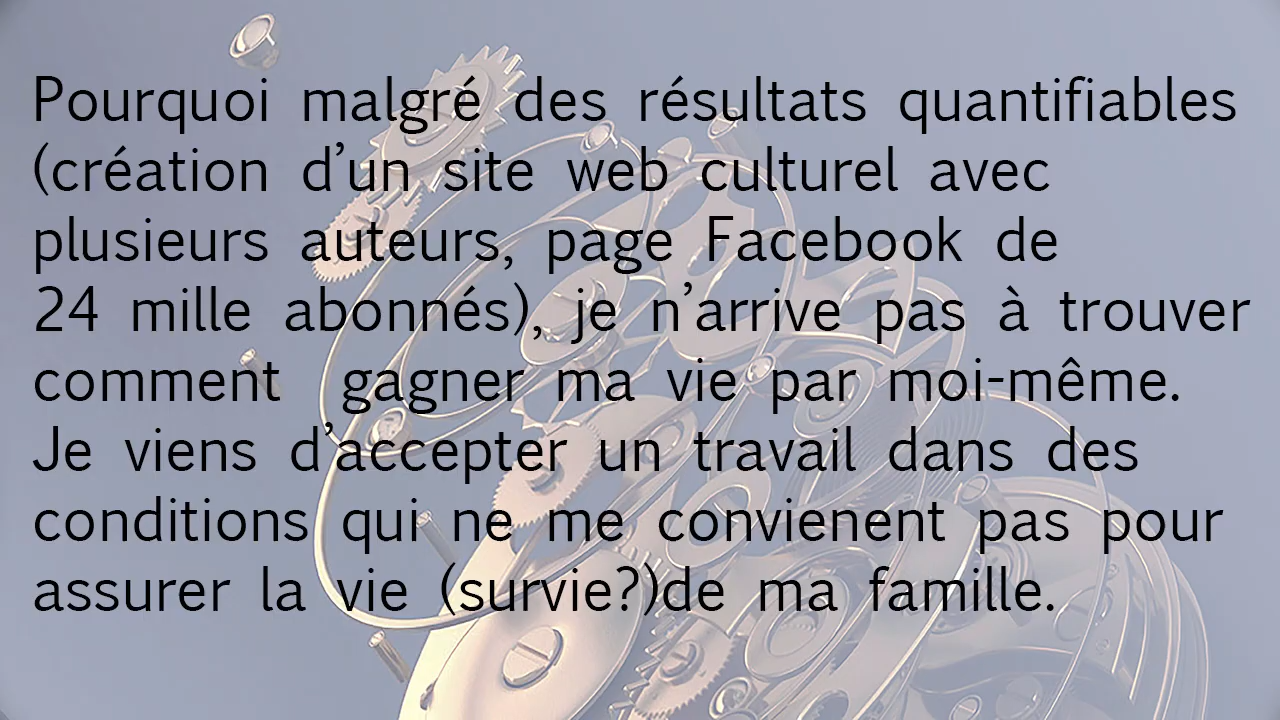 Pourquoi malgré des résultats quantifiables
(création d’un site web culturel avec
plusieurs auteurs, page Facebook de
24 mille abonnés), je n’arrive pas à trouver
comment gagner ma vie par moi-même.
Je viens d’accepter un travail dans des
conditions qui ne me convienent pas pour
assurer la vie (survie?)de ma famille.